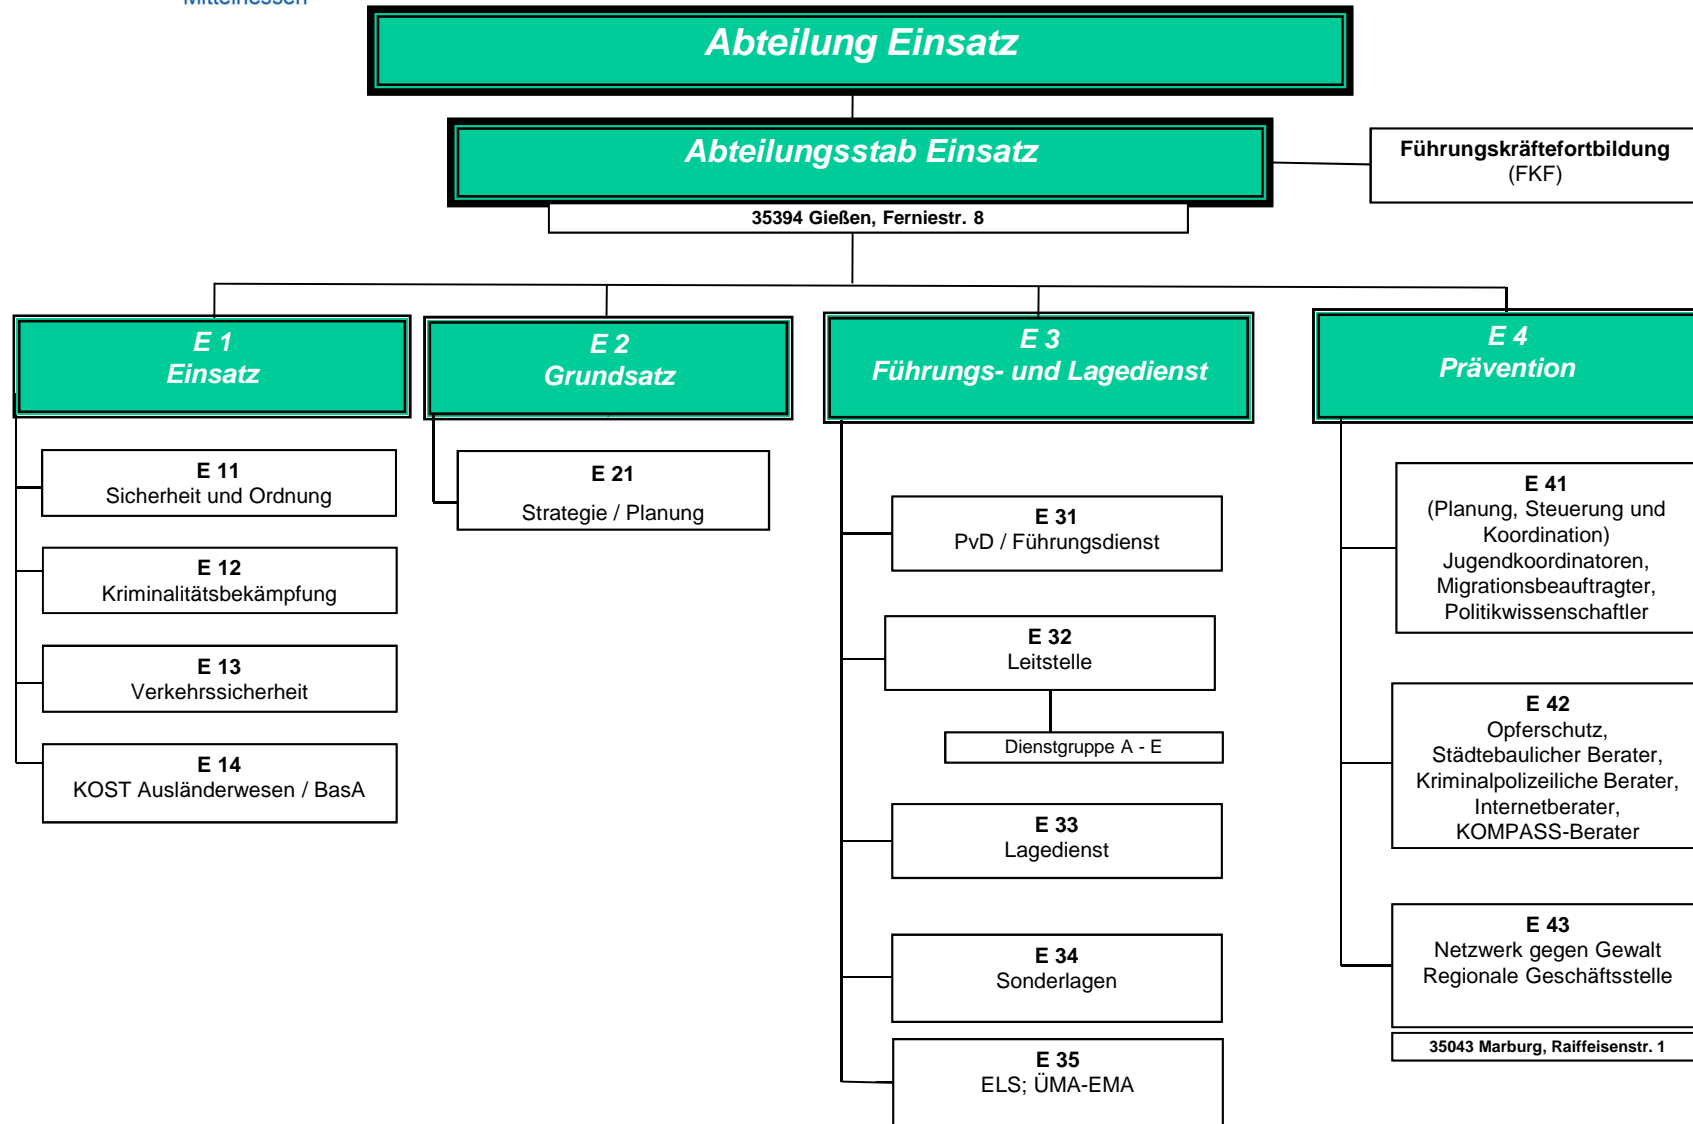 Mittelhessen
Abteilung Einsatz
Abteilungsstab Einsatz
Führungskräftefortbildung
(FKF)
35394 Gießen, Ferniestr. 8
E 1
Einsatz
E 2
Grundsatz
E 3
Führungs- und Lagedienst
E 4
Prävention
E 11
Sicherheit und Ordnung
E 12
Kriminalitätsbekämpfung
E 13
Verkehrssicherheit
E 14
KOST Ausländerwesen / BasA
E 21
Strategie / Planung
E 31
PvD / Führungsdienst
E 32
Leitstelle
Dienstgruppe A - E
E 33
Lagedienst
E 34
Sonderlagen
E 35
ELS; ÜMA-EMA
E 41
(Planung, Steuerung und
Koordination)
Jugendkoordinatoren,
Migrationsbeauftragter,
Politikwissenschaftler
E 42
Opferschutz,
Städtebaulicher Berater,
Kriminalpolizeiliche Berater,
Internetberater,
KOMPASS-Berater
E 43
Netzwerk gegen Gewalt
Regionale Geschäftsstelle
35043 Marburg, Raiffeisenstr. 1